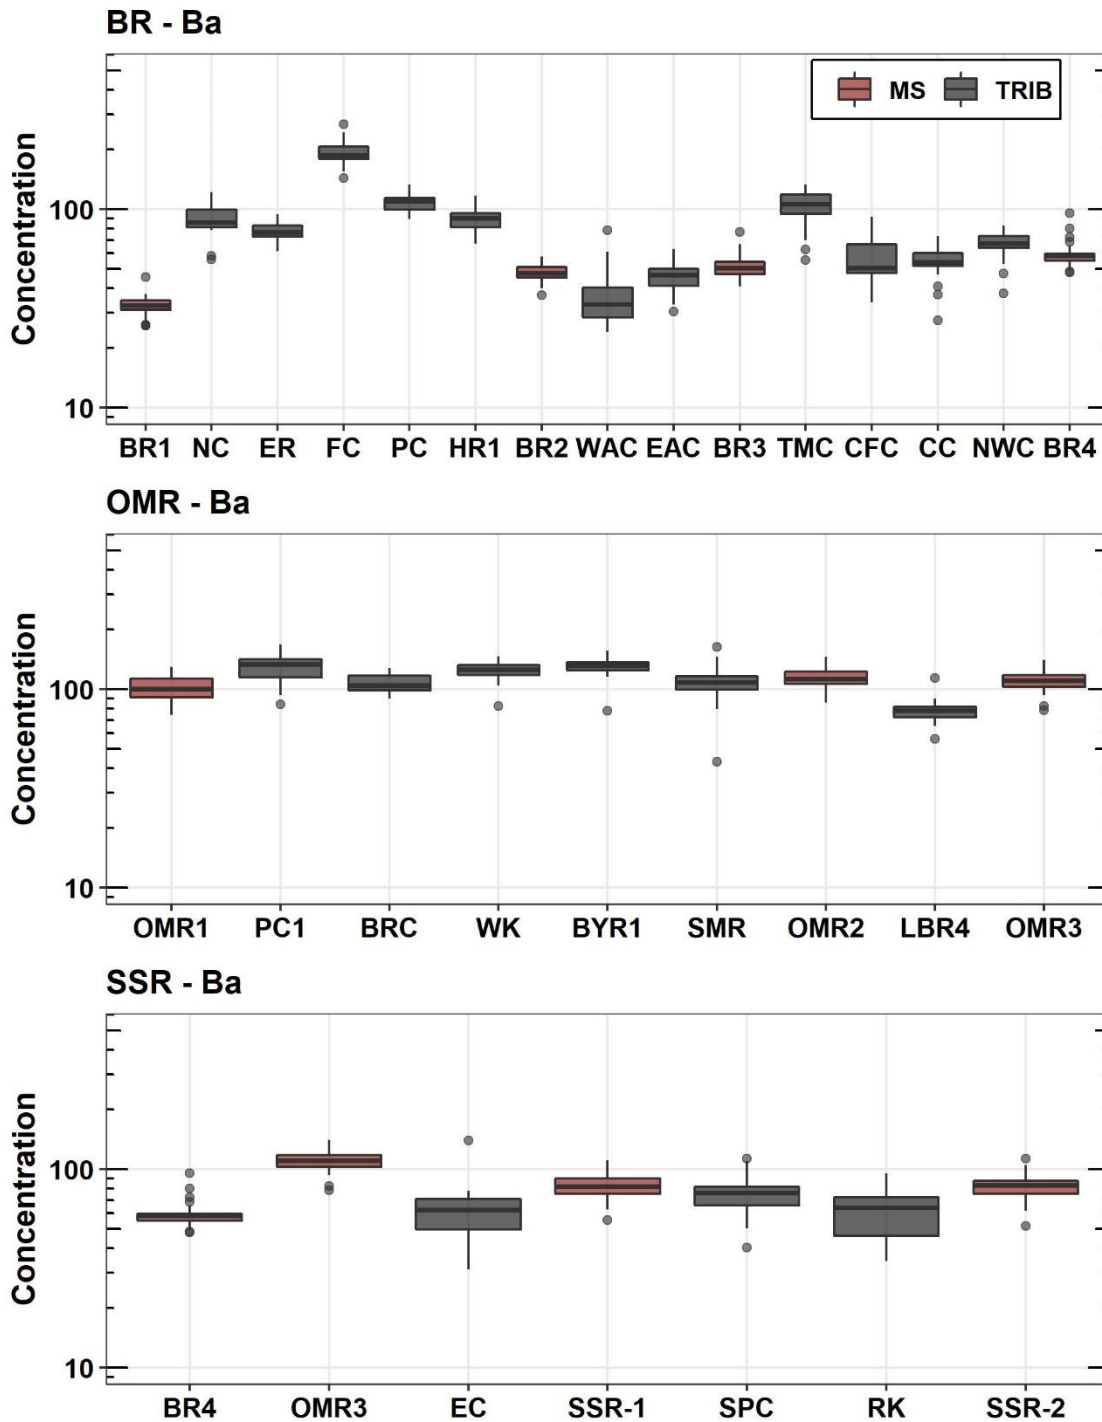 BR - Ba
MS TRIB
Concentration
100
10
BR1 NC ER FC PC HR1 BR2 WAC EAC BR3 TMC CFC CC NWC BR4
OMR - Ba
Concentration
100
10
OMR1 PC1 BRC WK BYR1 SMR OMR2 LBR4 OMR3
SSR - Ba
Concentration
100
10
BR4 OMR3 EC SSR-1 SPC RK SSR-2